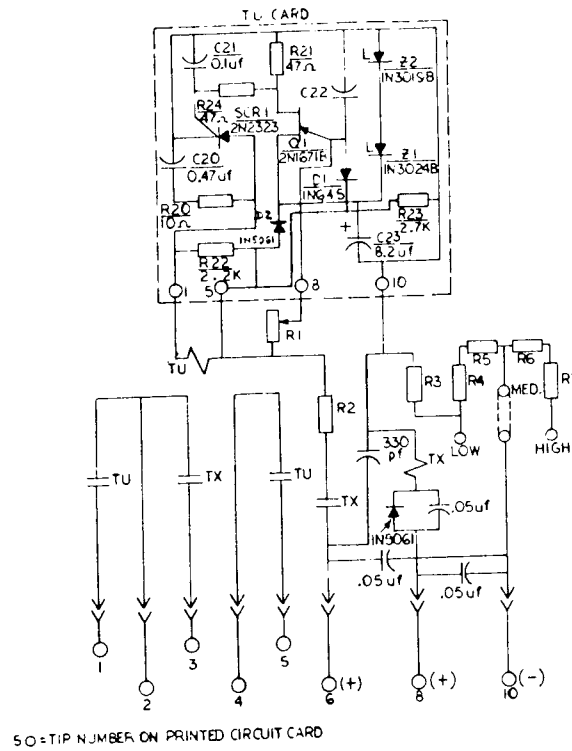 TU CARD
C21
0.1uf
R21
47Ω
Z2
1N3019B
C22
R24
47Ω
SCR1
2N2323
Q1
2N1671B
Z1
1N3024B
C20
0.47uf
D1
1N645
R20
10Ω
D2
1N5061
R23
2.7K
+
C23
8.2uf
R22
2.2K
1
5
8
10
R1
TU
R5
R6
R3
R4
MED.
R
R2
LOW
HIGH
330
pf
TX
TU
TX
TU
TX
.05uf
1N5061
.05uf
.05uf
1
2
3
4
5
6 (+)
8 (+)
10 (-)
5 O=TIP NUMBER ON PRINTED CIRCUIT CARD